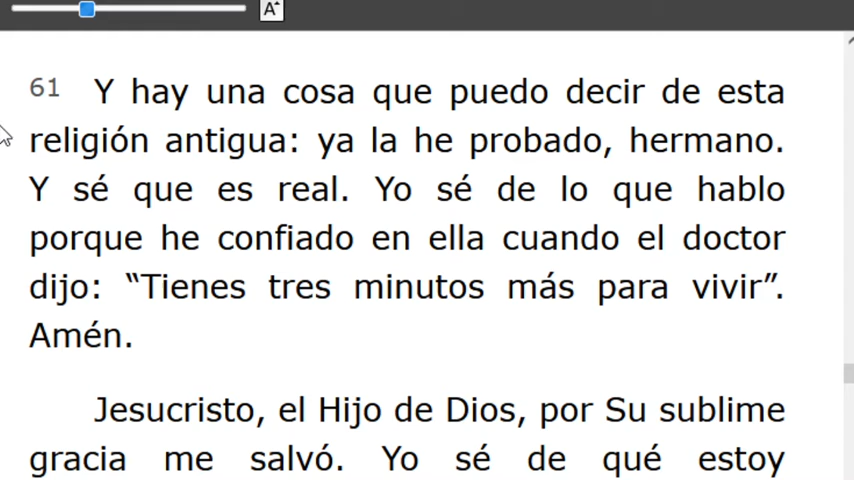 A
61 Y hay una cosa que puedo decir de esta
religión antigua: ya la he probado, hermano.
Y sé que es real. Yo sé de lo que hablo
porque he confiado en ella cuando el doctor
dijo: “Tienes tres minutos más para vivir”.
Amén.
Jesucristo, el Hijo de Dios, por Su sublime
gracia me salvó. Yo sé de qué estoy